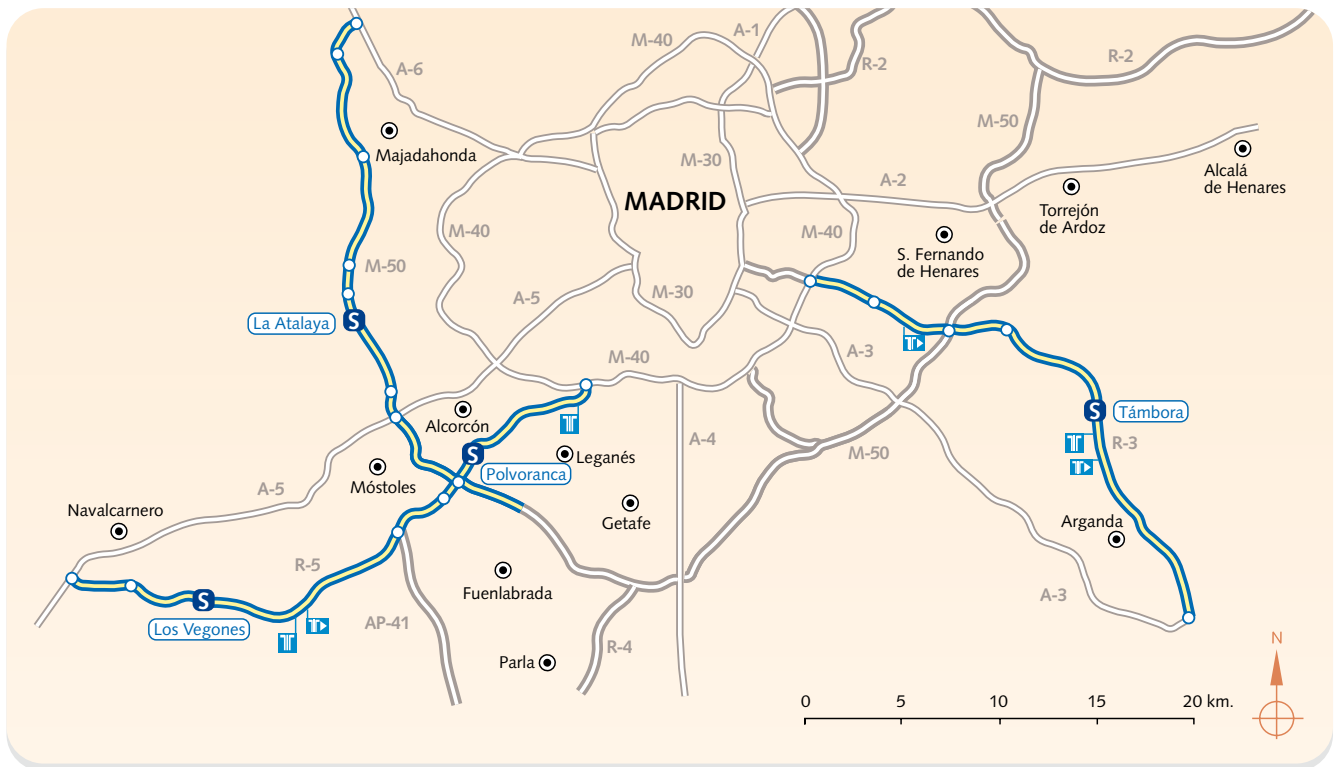 M-40
A-1
R-2
R-2
A-6
M-50
Majadahonda
M-30
MADRID
A-2
Alcalá
de Henares
Torrejón
de Ardoz
M-40
M-40
S. Fernando
de Henares
M-50
A-5
M-30
La Atalaya
S
M-40
A-3
Alcorcón
S
Támbora
T
T
A-4
R-3
S
Leganés
M-50
T
Polvoranca
T
Móstoles
A-5
Navalcarnero
Getafe
Arganda
R-5
Fuenlabrada
A-3
S
Los Vegones
T
T
AP-41
R-4
Parla
N
0 5 10 15 20 km.